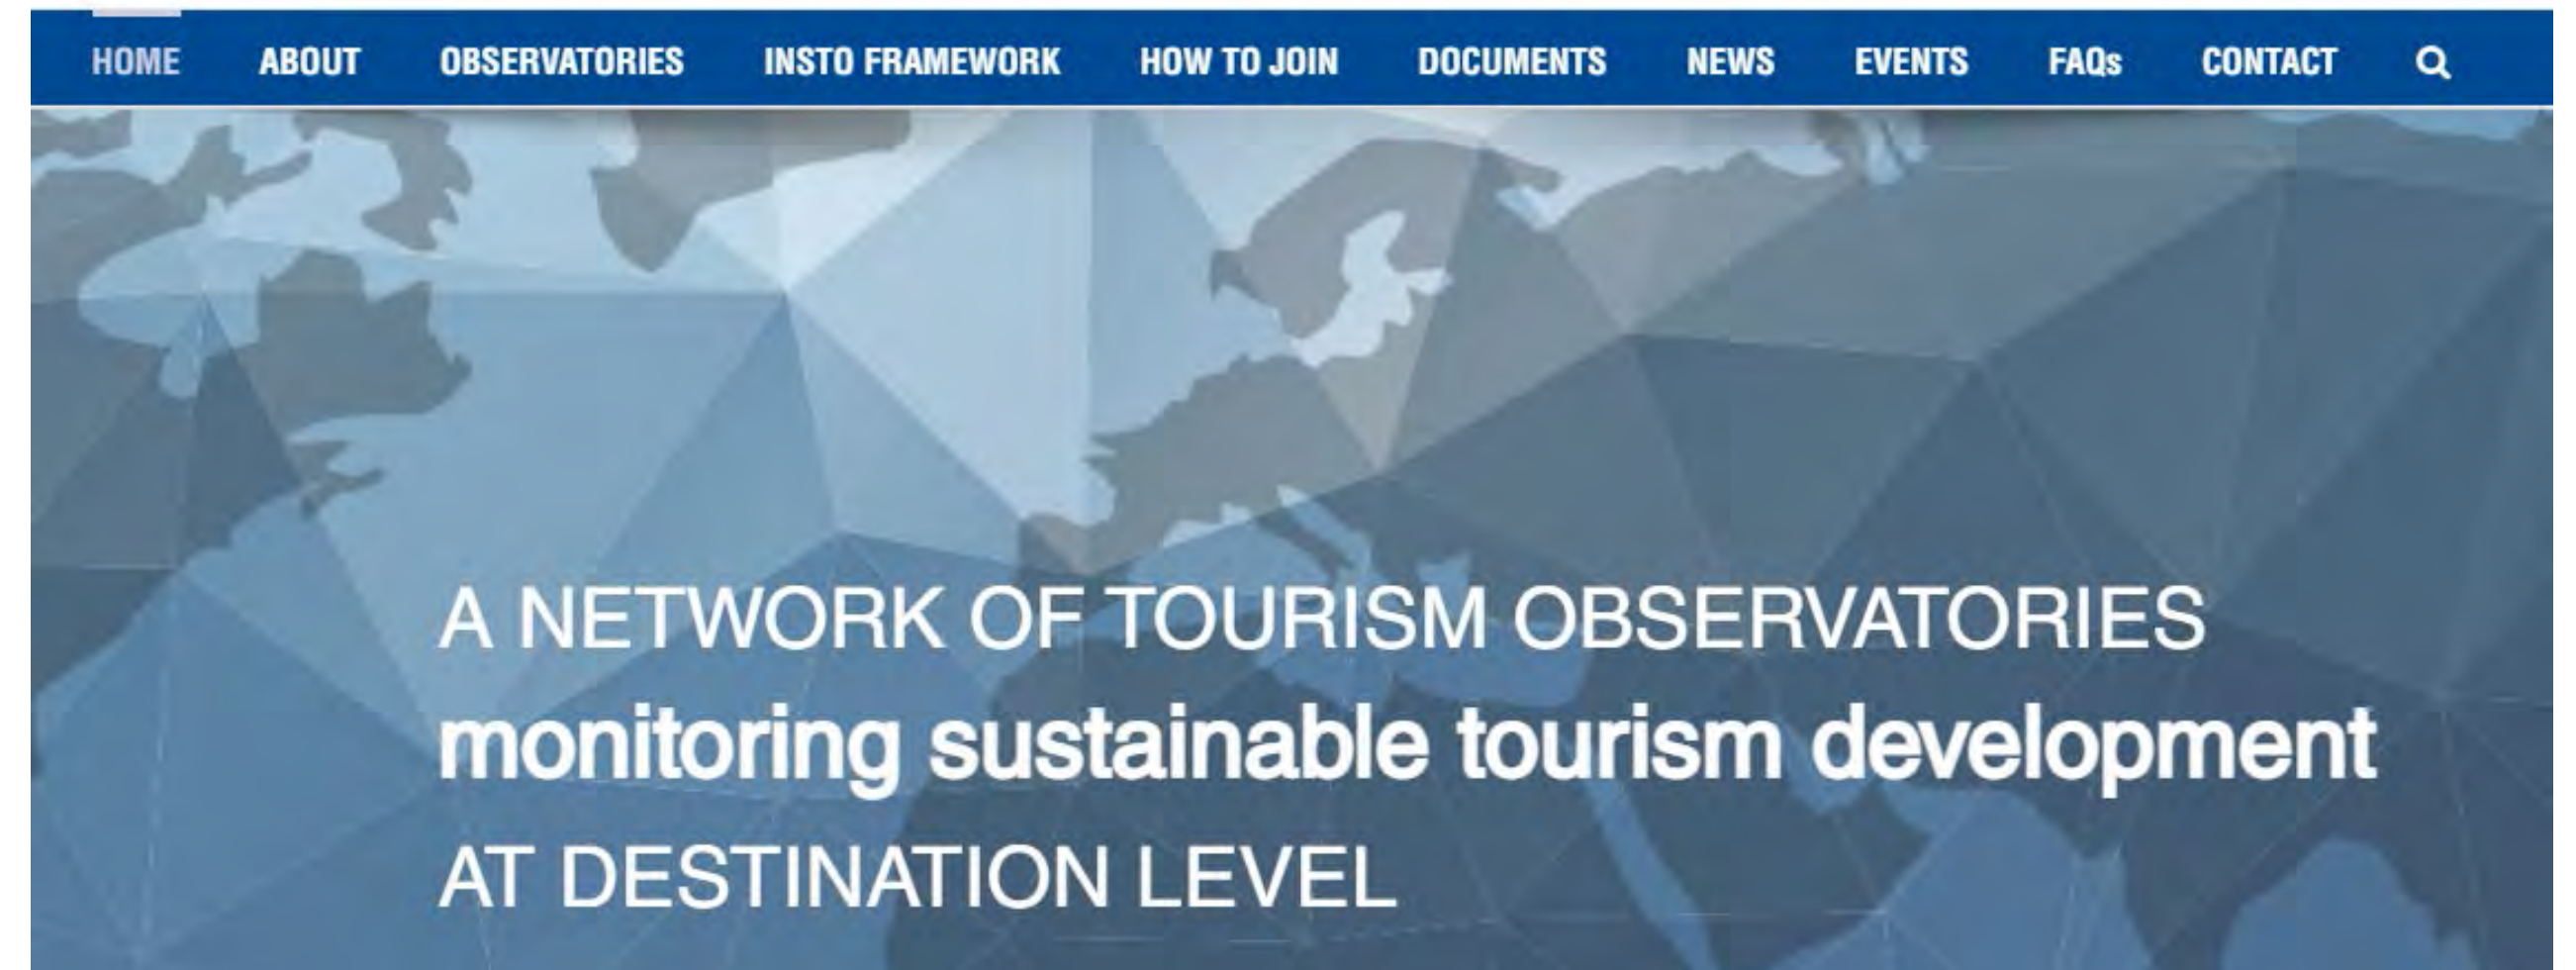 HOME ABOUT OBSERVATORIES INSTO FRAMEWORK HOW TO JOIN DOCUMENTS NEWS EVENTS FAQs CONTACT
A NETWORK OF TOURISM OBSERVATORIES
monitoring sustainable tourism development
AT DESTINATION LEVEL